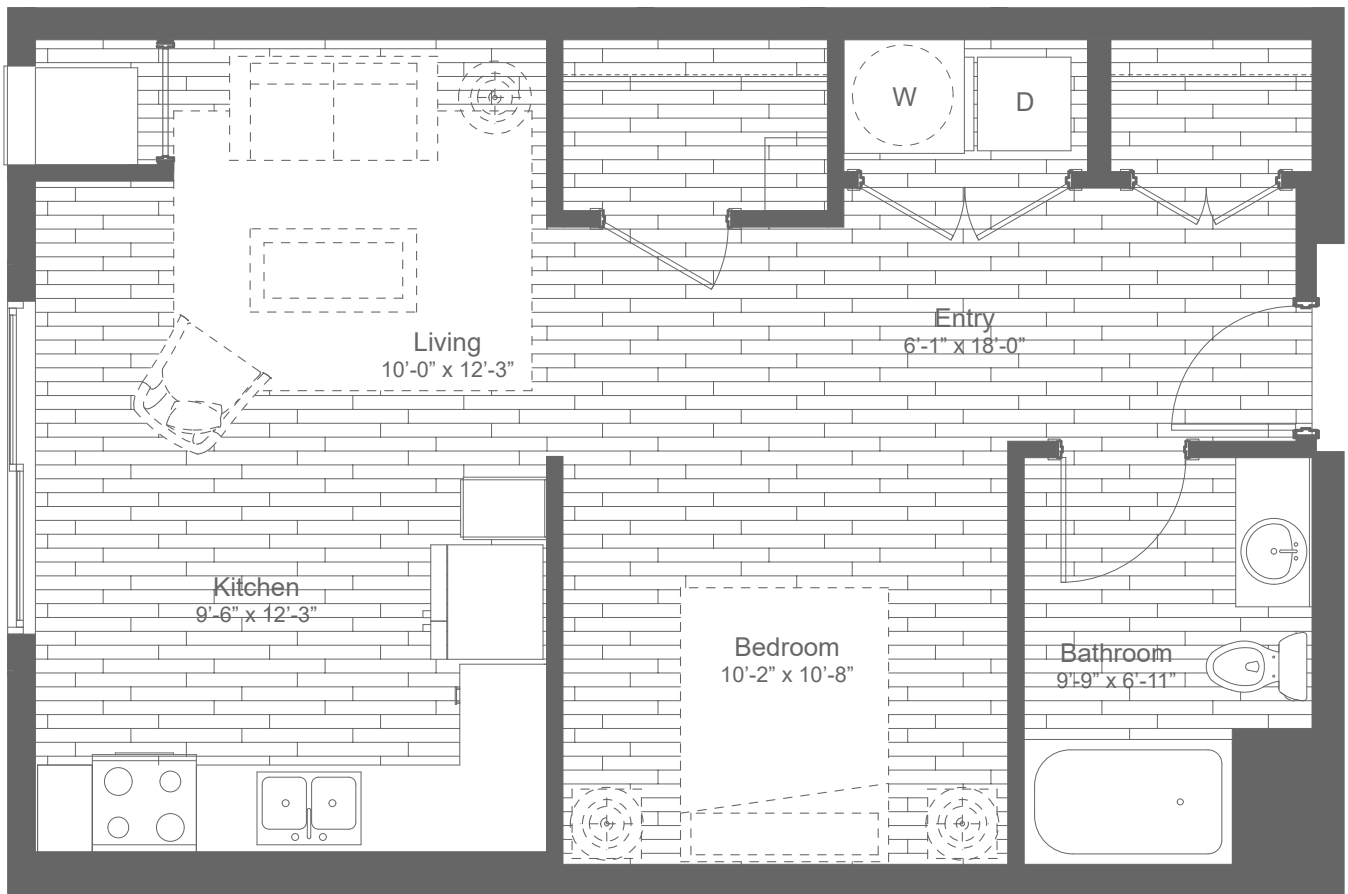 W
D
Entry
6’-1” x 18’-0”
Living
10’-0” x 12’-3”
Kitchen
9’-6” x 12’-3”
Bedroom
10’-2” x 10’-8”
Bathroom
9’-9” x 6’-11”